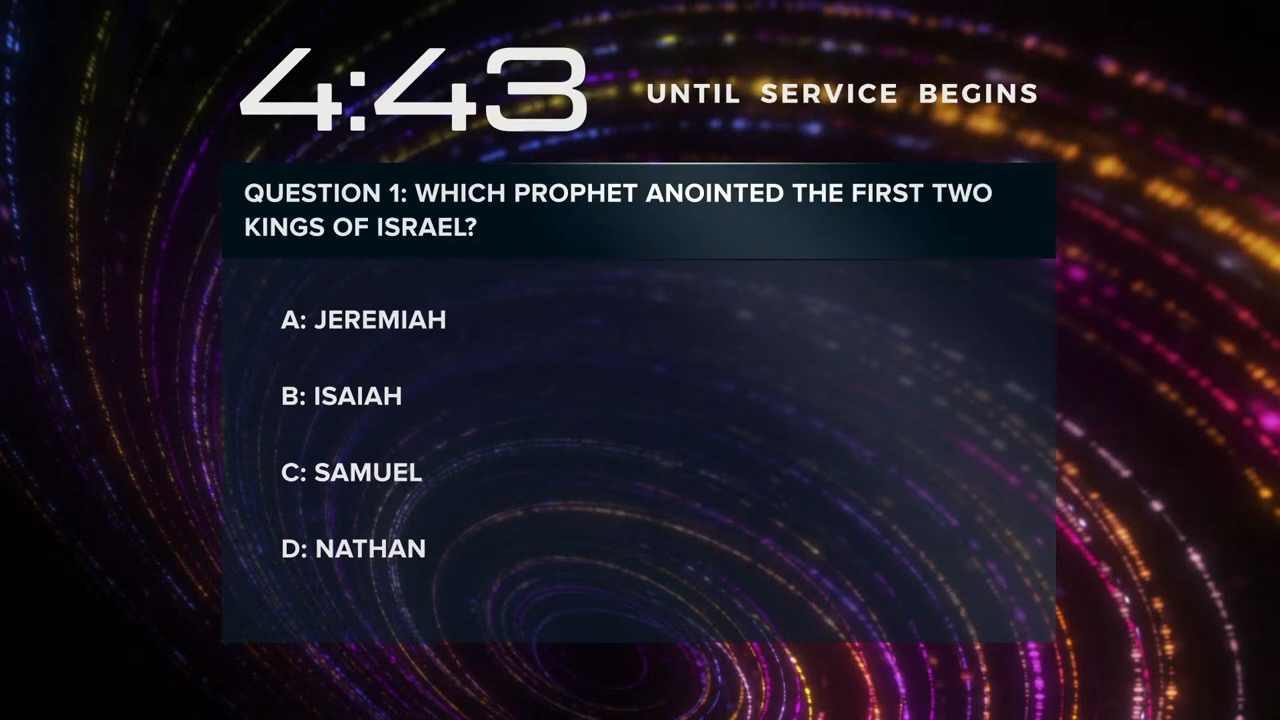 4:43 UNTIL SERVICE BEGINS
QUESTION 1: WHICH PROPHET ANOINTED THE FIRST TWO
KINGS OF ISRAEL?
A: JEREMIAH
B: ISAIAH
C: SAMUEL
D: NATHAN